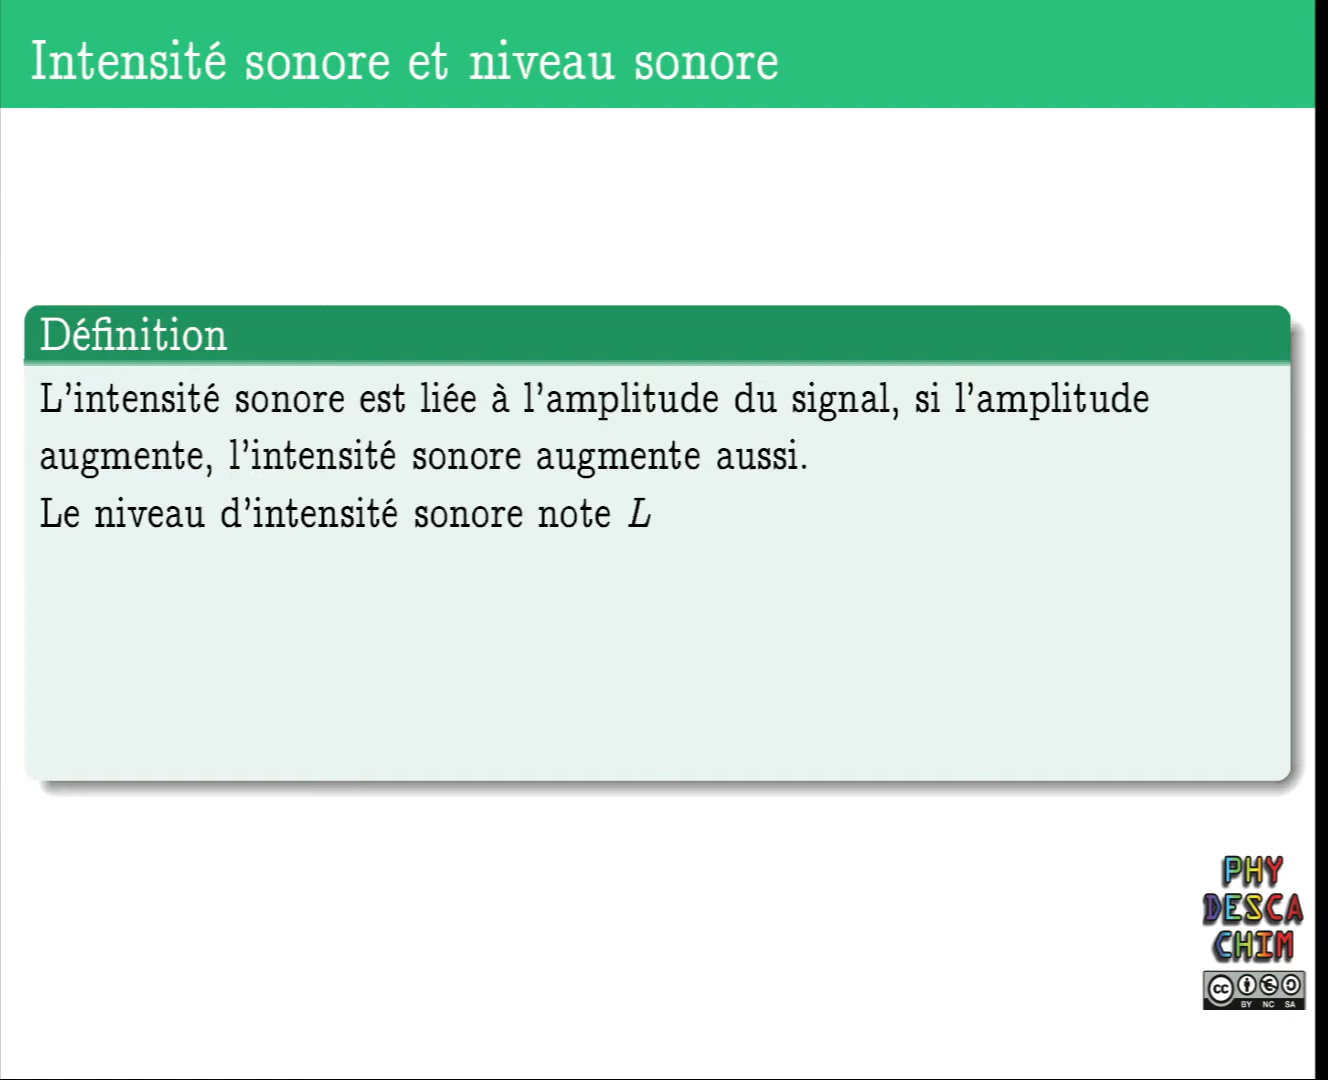 Intensité sonore et niveau sonore
Définition
L'intensité sonore est liée à l'amplitude du signal, si l'amplitude
augmente, l'intensité sonore augmente aussi.
Le niveau d'intensité sonore note L
PHY
DESCA
CHIM
cc
BY NC SA